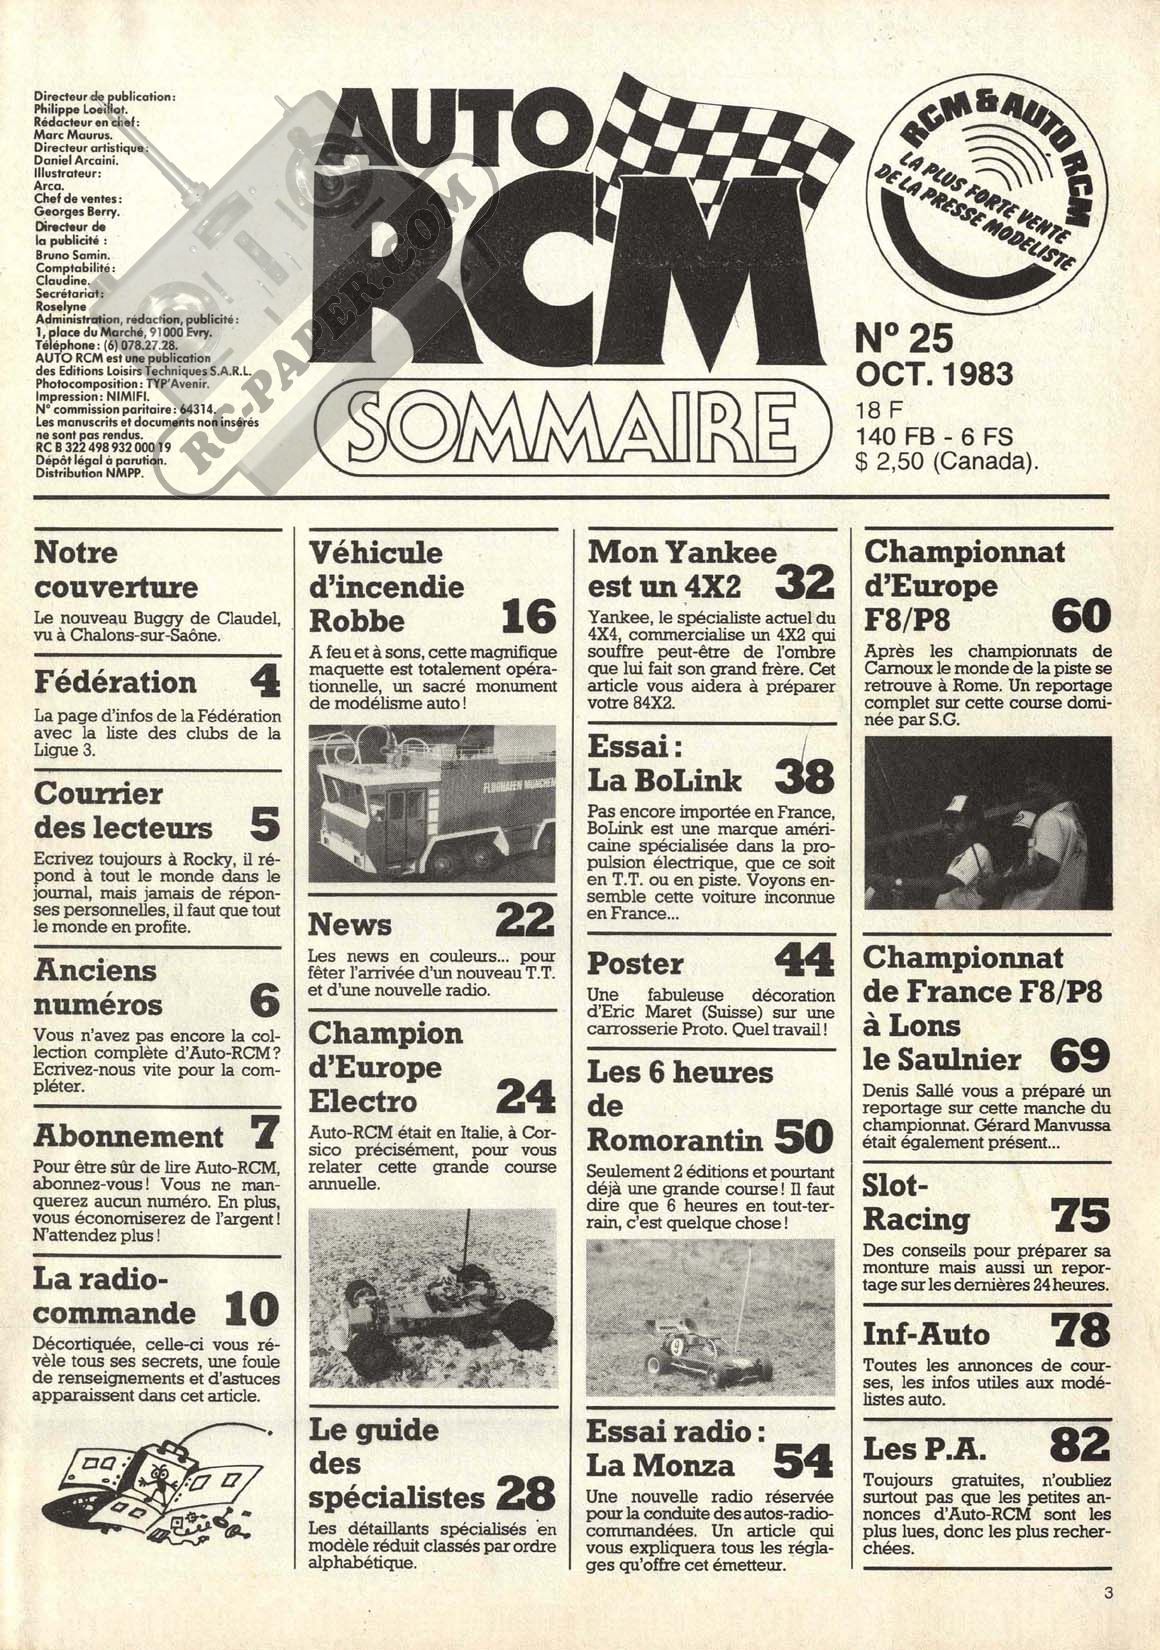 Directeur de publication:
Philippe Loeillot.
Rédacteur en chef:
Marc Maurus.
Directeur artistique:
Daniel Arcaini.
Illustrateur:
Arca.
Chef de ventes:
Georges Berry.
Directeur de
la publicité :
Bruno Samin.
Comptabilité:
Claudine.
Secrétariat:
Roselyne
Administration, rédaction, publicité:
1, place du Marché, 91000 Evry.
Téléphone: (6) 078.27.28.
AUTO RCM est une publication
des Editions Loisirs Techniques S.A.R.L.
Photocomposition: TYP'Avenir.
Impression: NIMIFI.
N° commission paritaire: 64314.
Les manuscrits et documents non insérés
ne sont pas rendus.
RC B 322 498 932 000 19
Dépôt légal à parution.
Distribution NMPP.
RC-PAPER.COM
AUTO
RCM
SOMMAIRE
RCM & AUTO RCM
LA PLUS FORTE VENTE
DE LA PRESSE MODELISTE
N° 25
OCT. 1983
18 F
140 FB - 6 FS
$ 2,50 (Canada).
Notre
couverture
Le nouveau Buggy de Claudel,
vu à Chalons-sur-Saône.
Fédération 4
La page d'infos de la Fédération
avec la liste des clubs de la
Ligue 3.
Courrier
des lecteurs 5
Ecrivez toujours à Rocky, il ré-
pond à tout le monde dans le
journal, mais jamais de répon-
ses personnelles, il faut que tout
le monde en profite.
Anciens
numéros 6
Vous n'avez pas encore la col-
lection complète d'Auto-RCM?
Ecrivez-nous vite pour la com-
pléter.
Abonnement 7
Pour être sûr de lire Auto-RCM,
abonnez-vous! Vous ne man-
querez aucun numéro. En plus,
vous économiserez de l'argent!
N'attendez plus!
La radio-
commande 10
Décortiquée, celle-ci vous ré-
vèle tous ses secrets, une foule
de renseignements et d'astuces
apparaissent dans cet article.
Véhicule
d'incendie
Robbe 16
A feu et à sons, cette magnifique
maquette est totalement opéra-
tionnelle, un sacré monument
de modélisme auto!
FLUGHAFEN MÜNCHEN
News 22
Les news en couleurs... pour
fêter l'arrivée d'un nouveau T.T.
et d'une nouvelle radio.
Champion
d'Europe
Electro 24
Auto-RCM était en Italie, à Cor-
sico précisément, pour vous
relater cette grande course
annuelle.
Le guide
des
spécialistes 28
Les détaillants spécialisés en
modèle réduit classés par ordre
alphabétique.
Mon Yankee
est un 4X2 32
Yankee, le spécialiste actuel du
4X4, commercialise un 4X2 qui
souffre peut-être de l'ombre
que lui fait son grand frère. Cet
article vous aidera à préparer
votre 84X2.
Essai :
La BoLink 38
Pas encore importée en France,
BoLink est une marque améri-
caine spécialisée dans la pro-
pulsion électrique, que ce soit
en T.T. ou en piste. Voyons en-
semble cette voiture inconnue
en France...
Poster 44
Une fabuleuse décoration
d'Eric Maret (Suisse) sur une
carrosserie Proto. Quel travail!
Les 6 heures
de
Romorantin 50
Seulement 2 éditions et pourtant
déjà une grande course! Il faut
dire que 6 heures en tout-ter-
rain, c'est quelque chose!
9
Essai radio :
La Monza 54
Une nouvelle radio réservée
pour la conduite des autos-radio-
commandées. Un article qui
vous expliquera tous les régla-
ges qu'offre cet émetteur.
Championnat
d'Europe
F8/P8 60
Après les championnats de
Carnoux le monde de la piste se
retrouve à Rome. Un reportage
complet sur cette course domi-
née par S.G.
Championnat
de France F8/P8
à Lons
le Saulnier 69
Denis Sallé vous a préparé un
reportage sur cette manche du
championnat. Gérard Manvussa
était également présent...
Slot-
Racing 75
Des conseils pour préparer sa
monture mais aussi un repor-
tage sur les dernières 24 heures.
Inf-Auto 78
Toutes les annonces de cour-
ses, les infos utiles aux modé-
listes auto.
Les P.A. 82
Toujours gratuites, n'oubliez
surtout pas que les petites an-
nonces d'Auto-RCM sont les
plus lues, donc les plus recher-
chées.
3